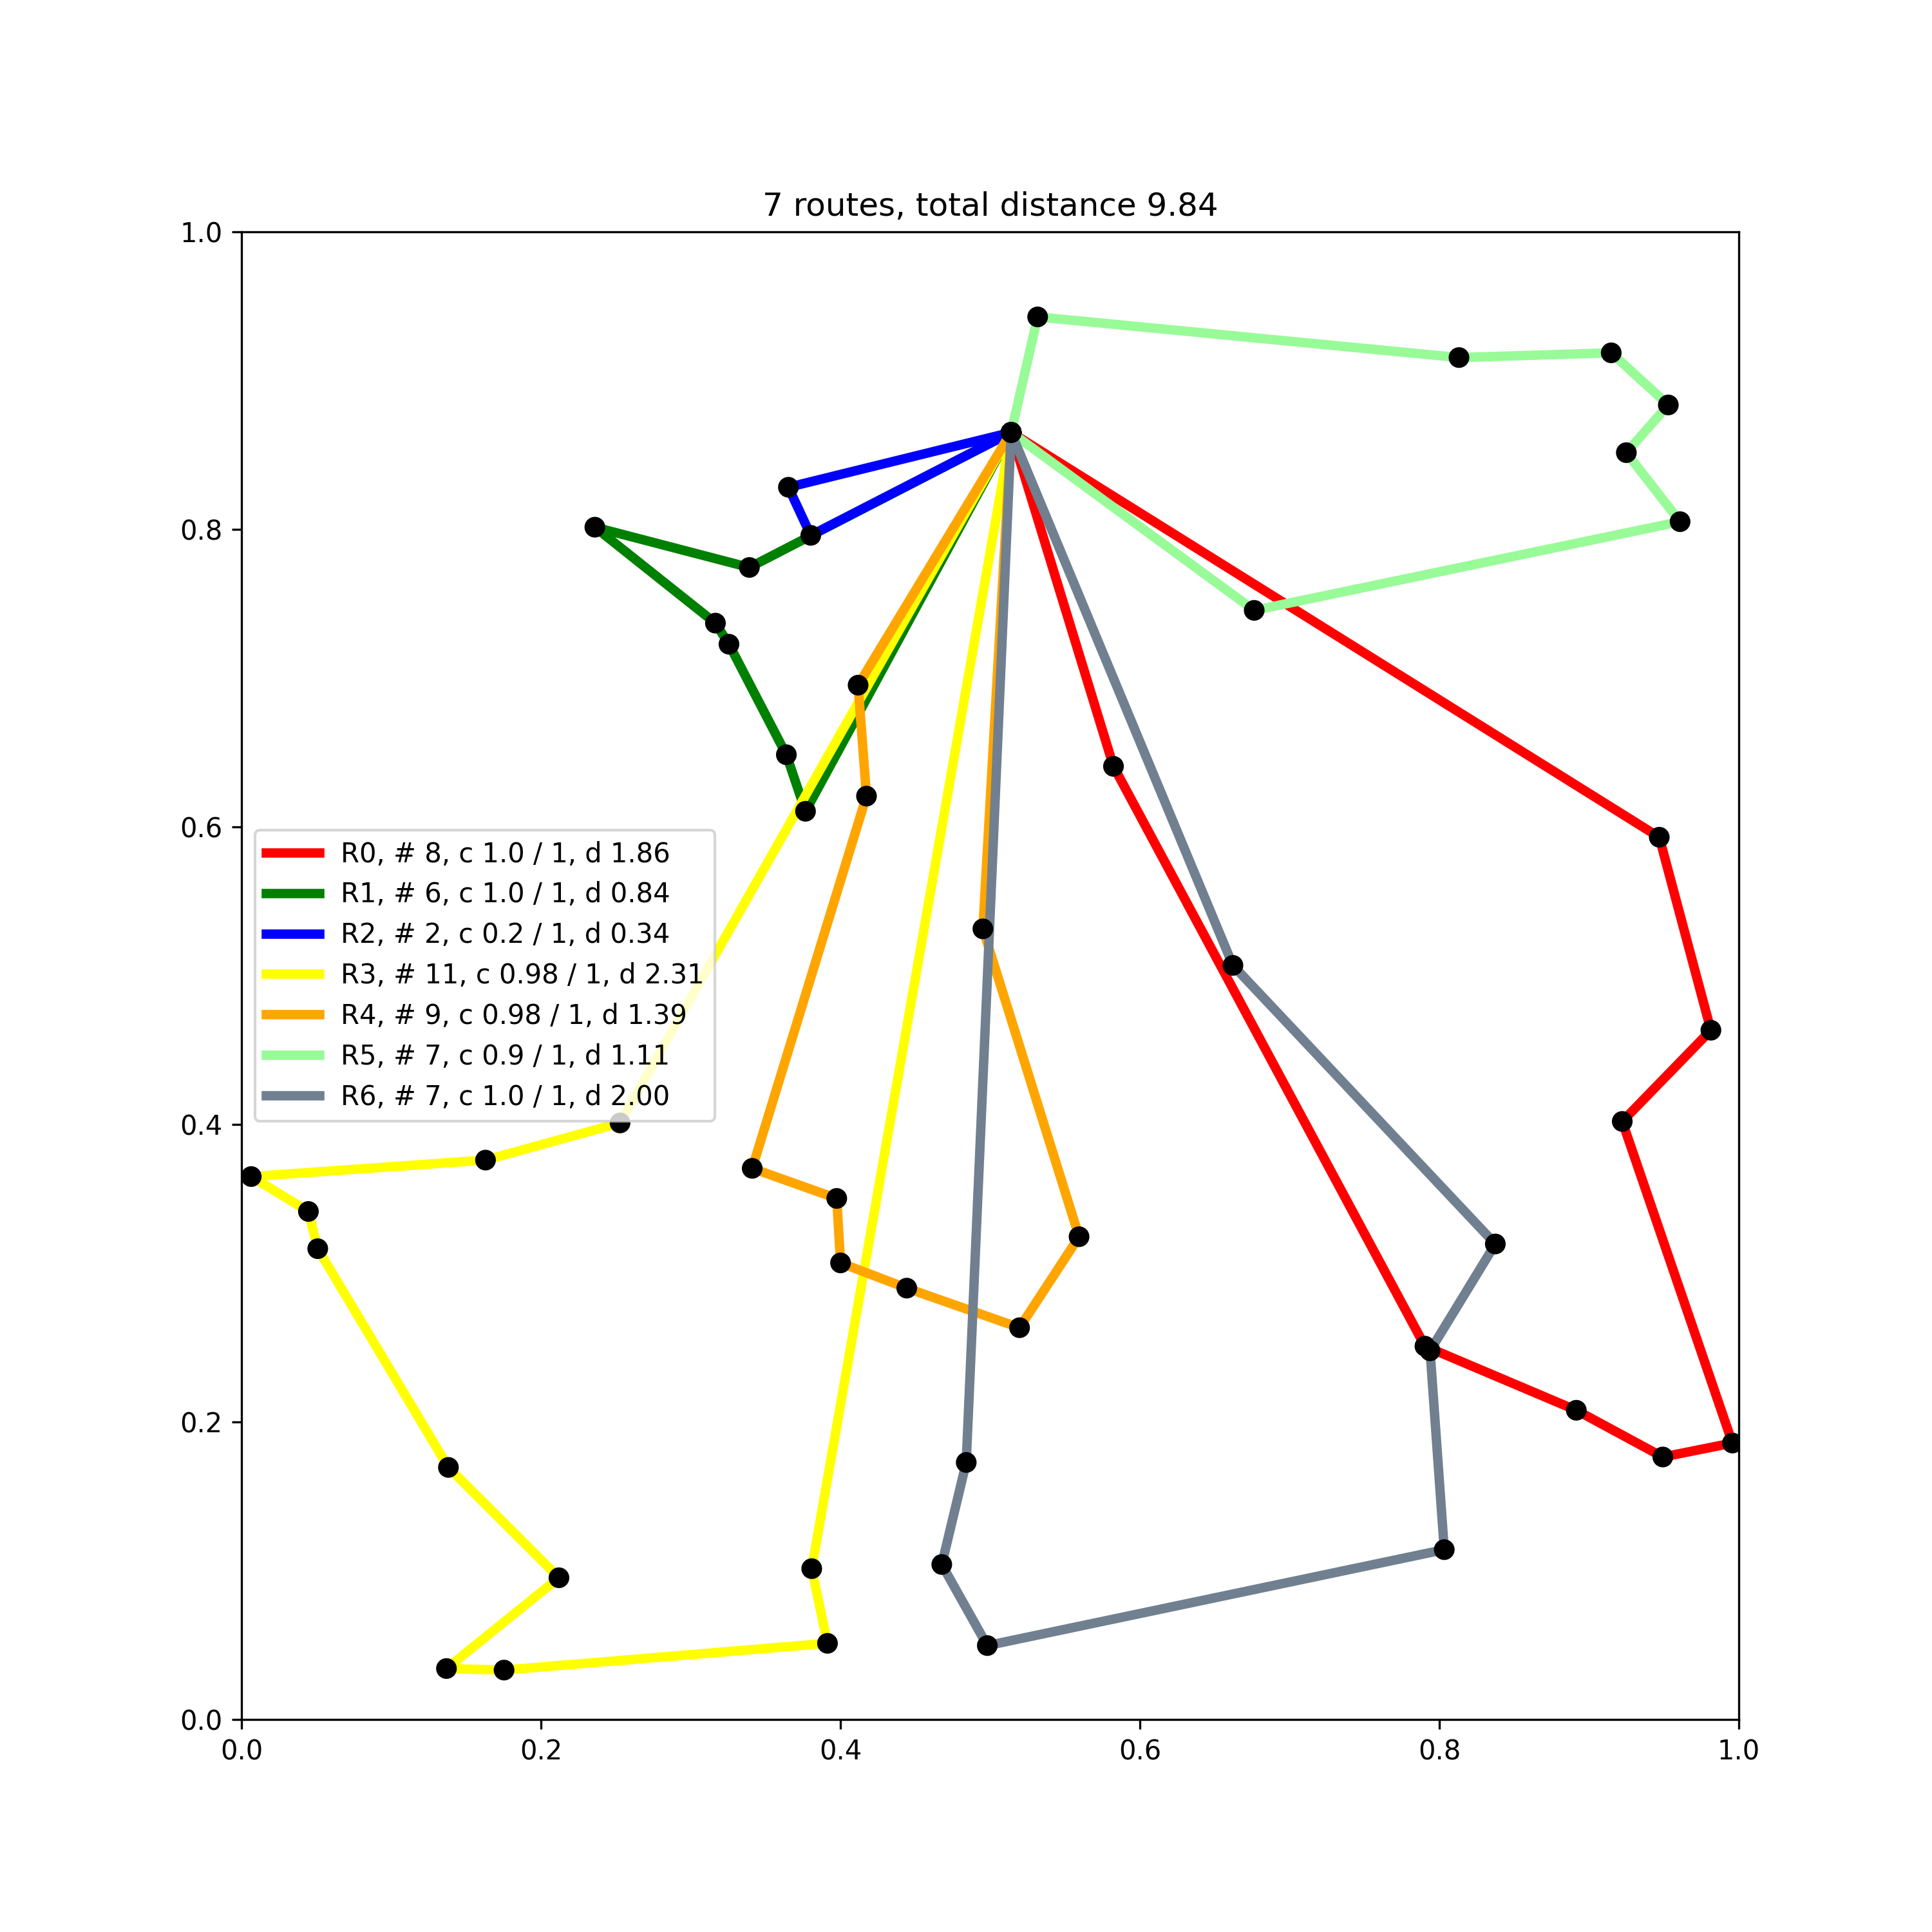 7 routes, total distance 9.84
1.0
0.8
0.6
R0, # 8, c 1.0 / 1, d 1.86
R1, # 6, c 1.0 / 1, d 0.84
R2, # 2, c 0.2 / 1, d 0.34
R3, # 11, c 0.98 / 1, d 2.31
R4, # 9, c 0.98 / 1, d 1.39
R5, # 7, c 0.9 / 1, d 1.11
R6, # 7, c 1.0 / 1, d 2.00
0.4
0.2
0.0
0.0 0.2 0.4 0.6 0.8 1.0